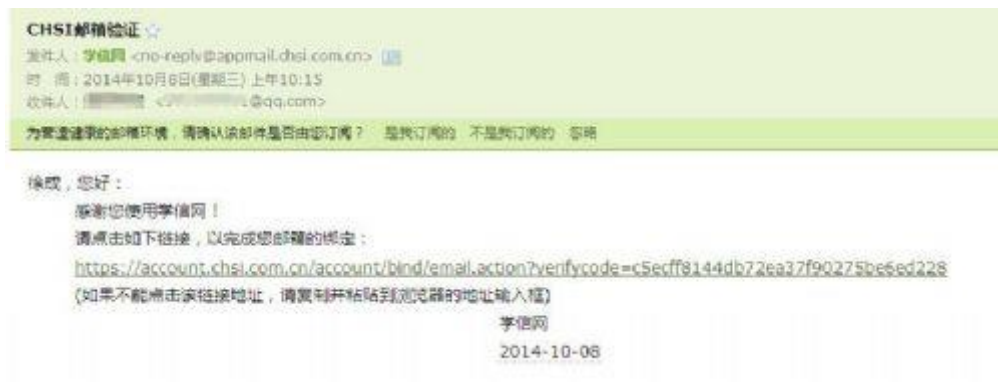 CHSI邮箱验证
发件人：学信网 <no-reply@appmail.chsi.com.cn>
时 间：2014年10月8日(星期三) 上午10:15
收件人： @qq.com>
为营造健康的邮箱环境，请确认该邮件是否由您订阅？ 是我订阅的 不是我订阅的 忽略
徐成，您好：
感谢您使用学信网！
请点击如下链接，以完成您邮箱的绑定：
https://account.chsi.com.cn/account/bind/email.action?verifycode=c5ecff8144db72ea37f90275be6ed228
(如果不能点击该链接地址，请复制并粘贴到浏览器的地址输入框)
学信网
2014-10-08